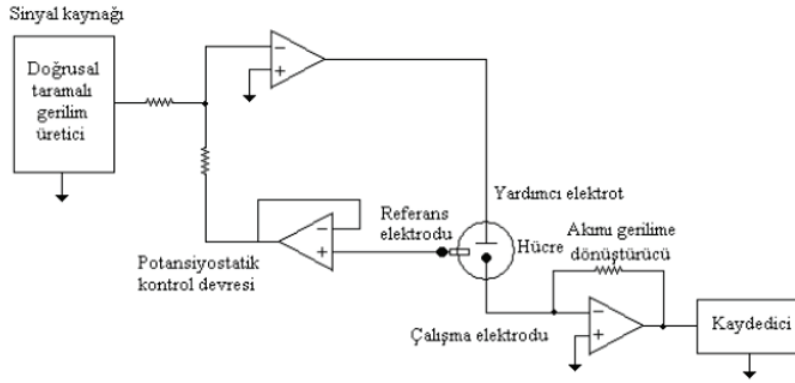 Sinyal kaynağı
Doğrusal
taramalı
gerilim
üretici
Yardımcı elektrot
Referans
elektrodu
Hücre
Akımı gerilime
dönüştürücü
Potansiyostatik
kontrol devresi
Çalışma elektrodu
Kaydedici